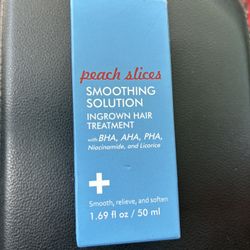 peach slices
SMOOTHING
SOLUTION
INGROWN HAIR
TREATMENT
with BHA, AHA, PHA,
Niacinamide, and Licorice
Smooth, relieve, and soften
1.69 fl oz / 50 ml